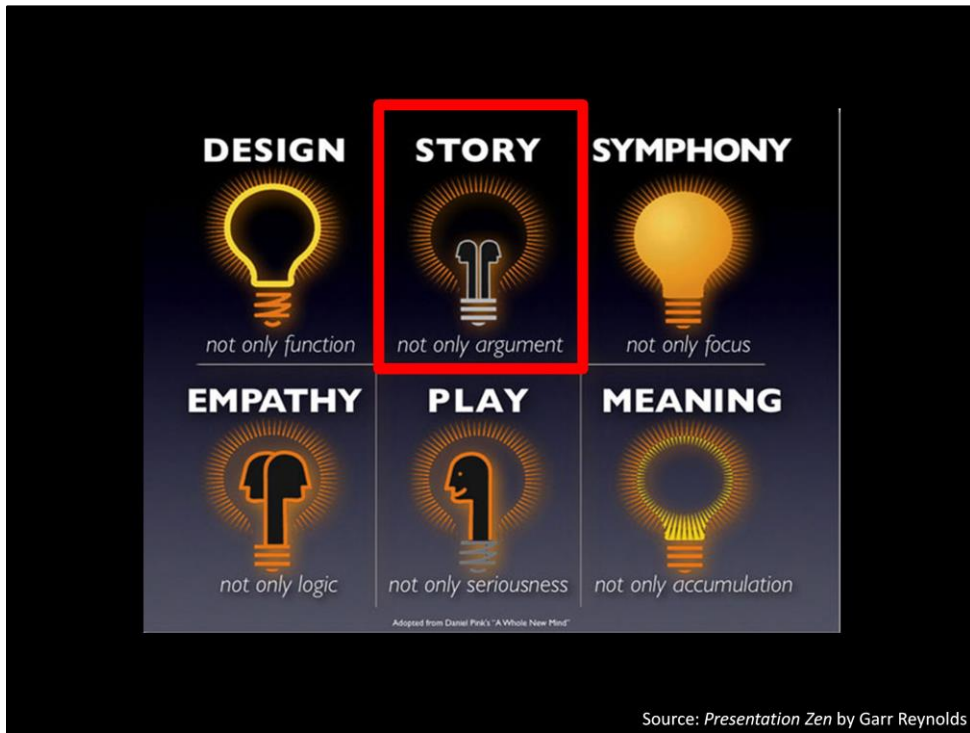 DESIGN
STORY
SYMPHONY
not only function
not only argument
not only focus
EMPATHY
PLAY
MEANING
not only logic
not only seriousness
not only accumulation
Adopted from Daniel Pink's "A Whole New Mind"
Source: Presentation Zen by Garr Reynolds